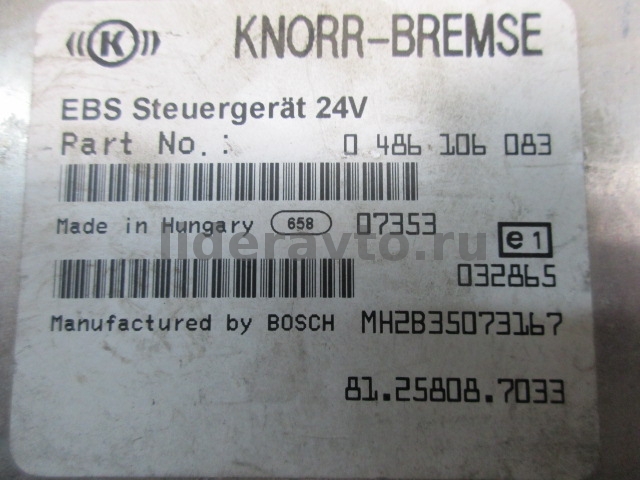 K KNORR-BREMSE
EBS Steuergerät 24V
Part No.: 0 486 106 083
Made in Hungary 658 07353
e1
lideravto.ru
032865
Manufactured by BOSCH MH2B35073167
81.25808.7033